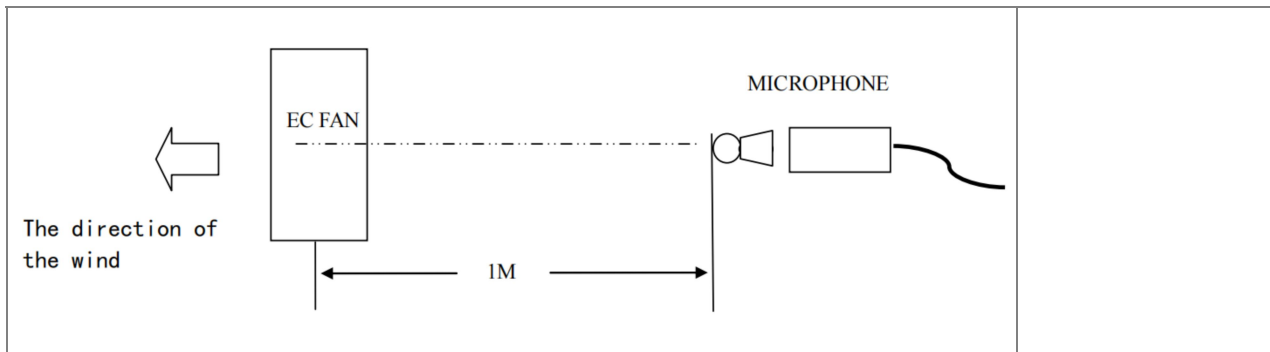 MICROPHONE
EC FAN
The direction of
the wind
1M